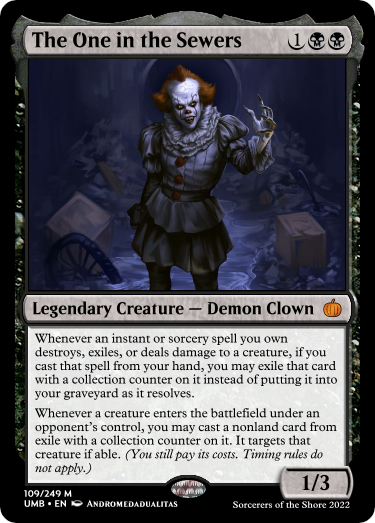 The One in the Sewers 1
Legendary Creature — Demon Clown
Whenever an instant or sorcery spell you own
destroys, exiles, or deals damage to a creature, if you
cast that spell from your hand, you may exile that card
with a collection counter on it instead of putting it into
your graveyard as it resolves.
Whenever a creature enters the battlefield under an
opponent's control, you may cast a nonland card from
exile with a collection counter on it. It targets that
creature if able. (You still pay its costs. Timing rules do
not apply.)
1/3
109/249 M
UMB • EN ANDROMEDADUALITAS
Sorcerers of the Shore 2022